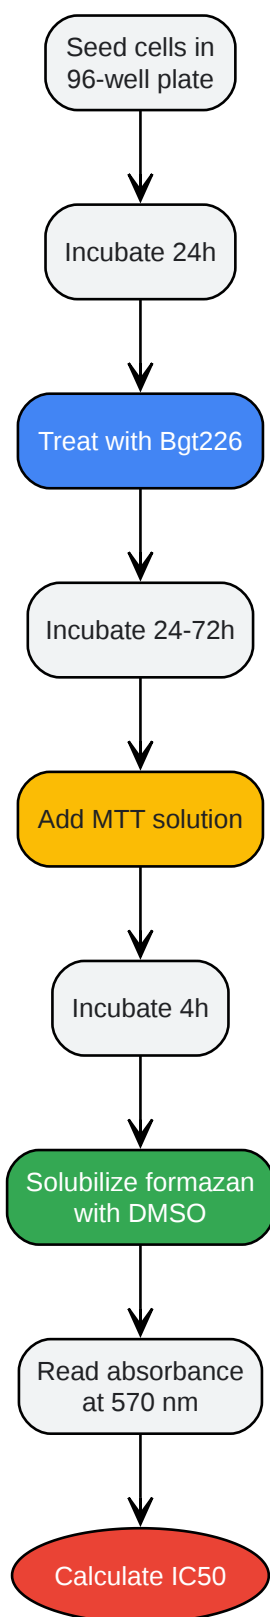 Seed cells in
96-well plate
Incubate 24h
Treat with Bgt226
Incubate 24-72h
Add MTT solution
Incubate 4h
Solubilize formazan
with DMSO
Read absorbance
at 570 nm
Calculate IC50